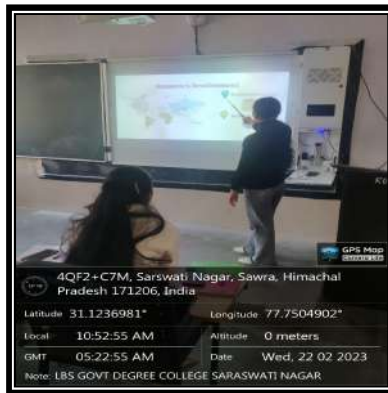 GPS Map
Camera Lite
4QF2+C7M, Sarswati Nagar, Sawra, Himachal
Pradesh 171206, India
Latitude 31.1236981°
Longitude 77.7504902°
Local 10:52:55 AM
Altitude 0 meters
GMT 05:22:55 AM
Date Wed, 22 02 2023
Note: LBS GOVT DEGREE COLLEGE SARASWATI NAGAR